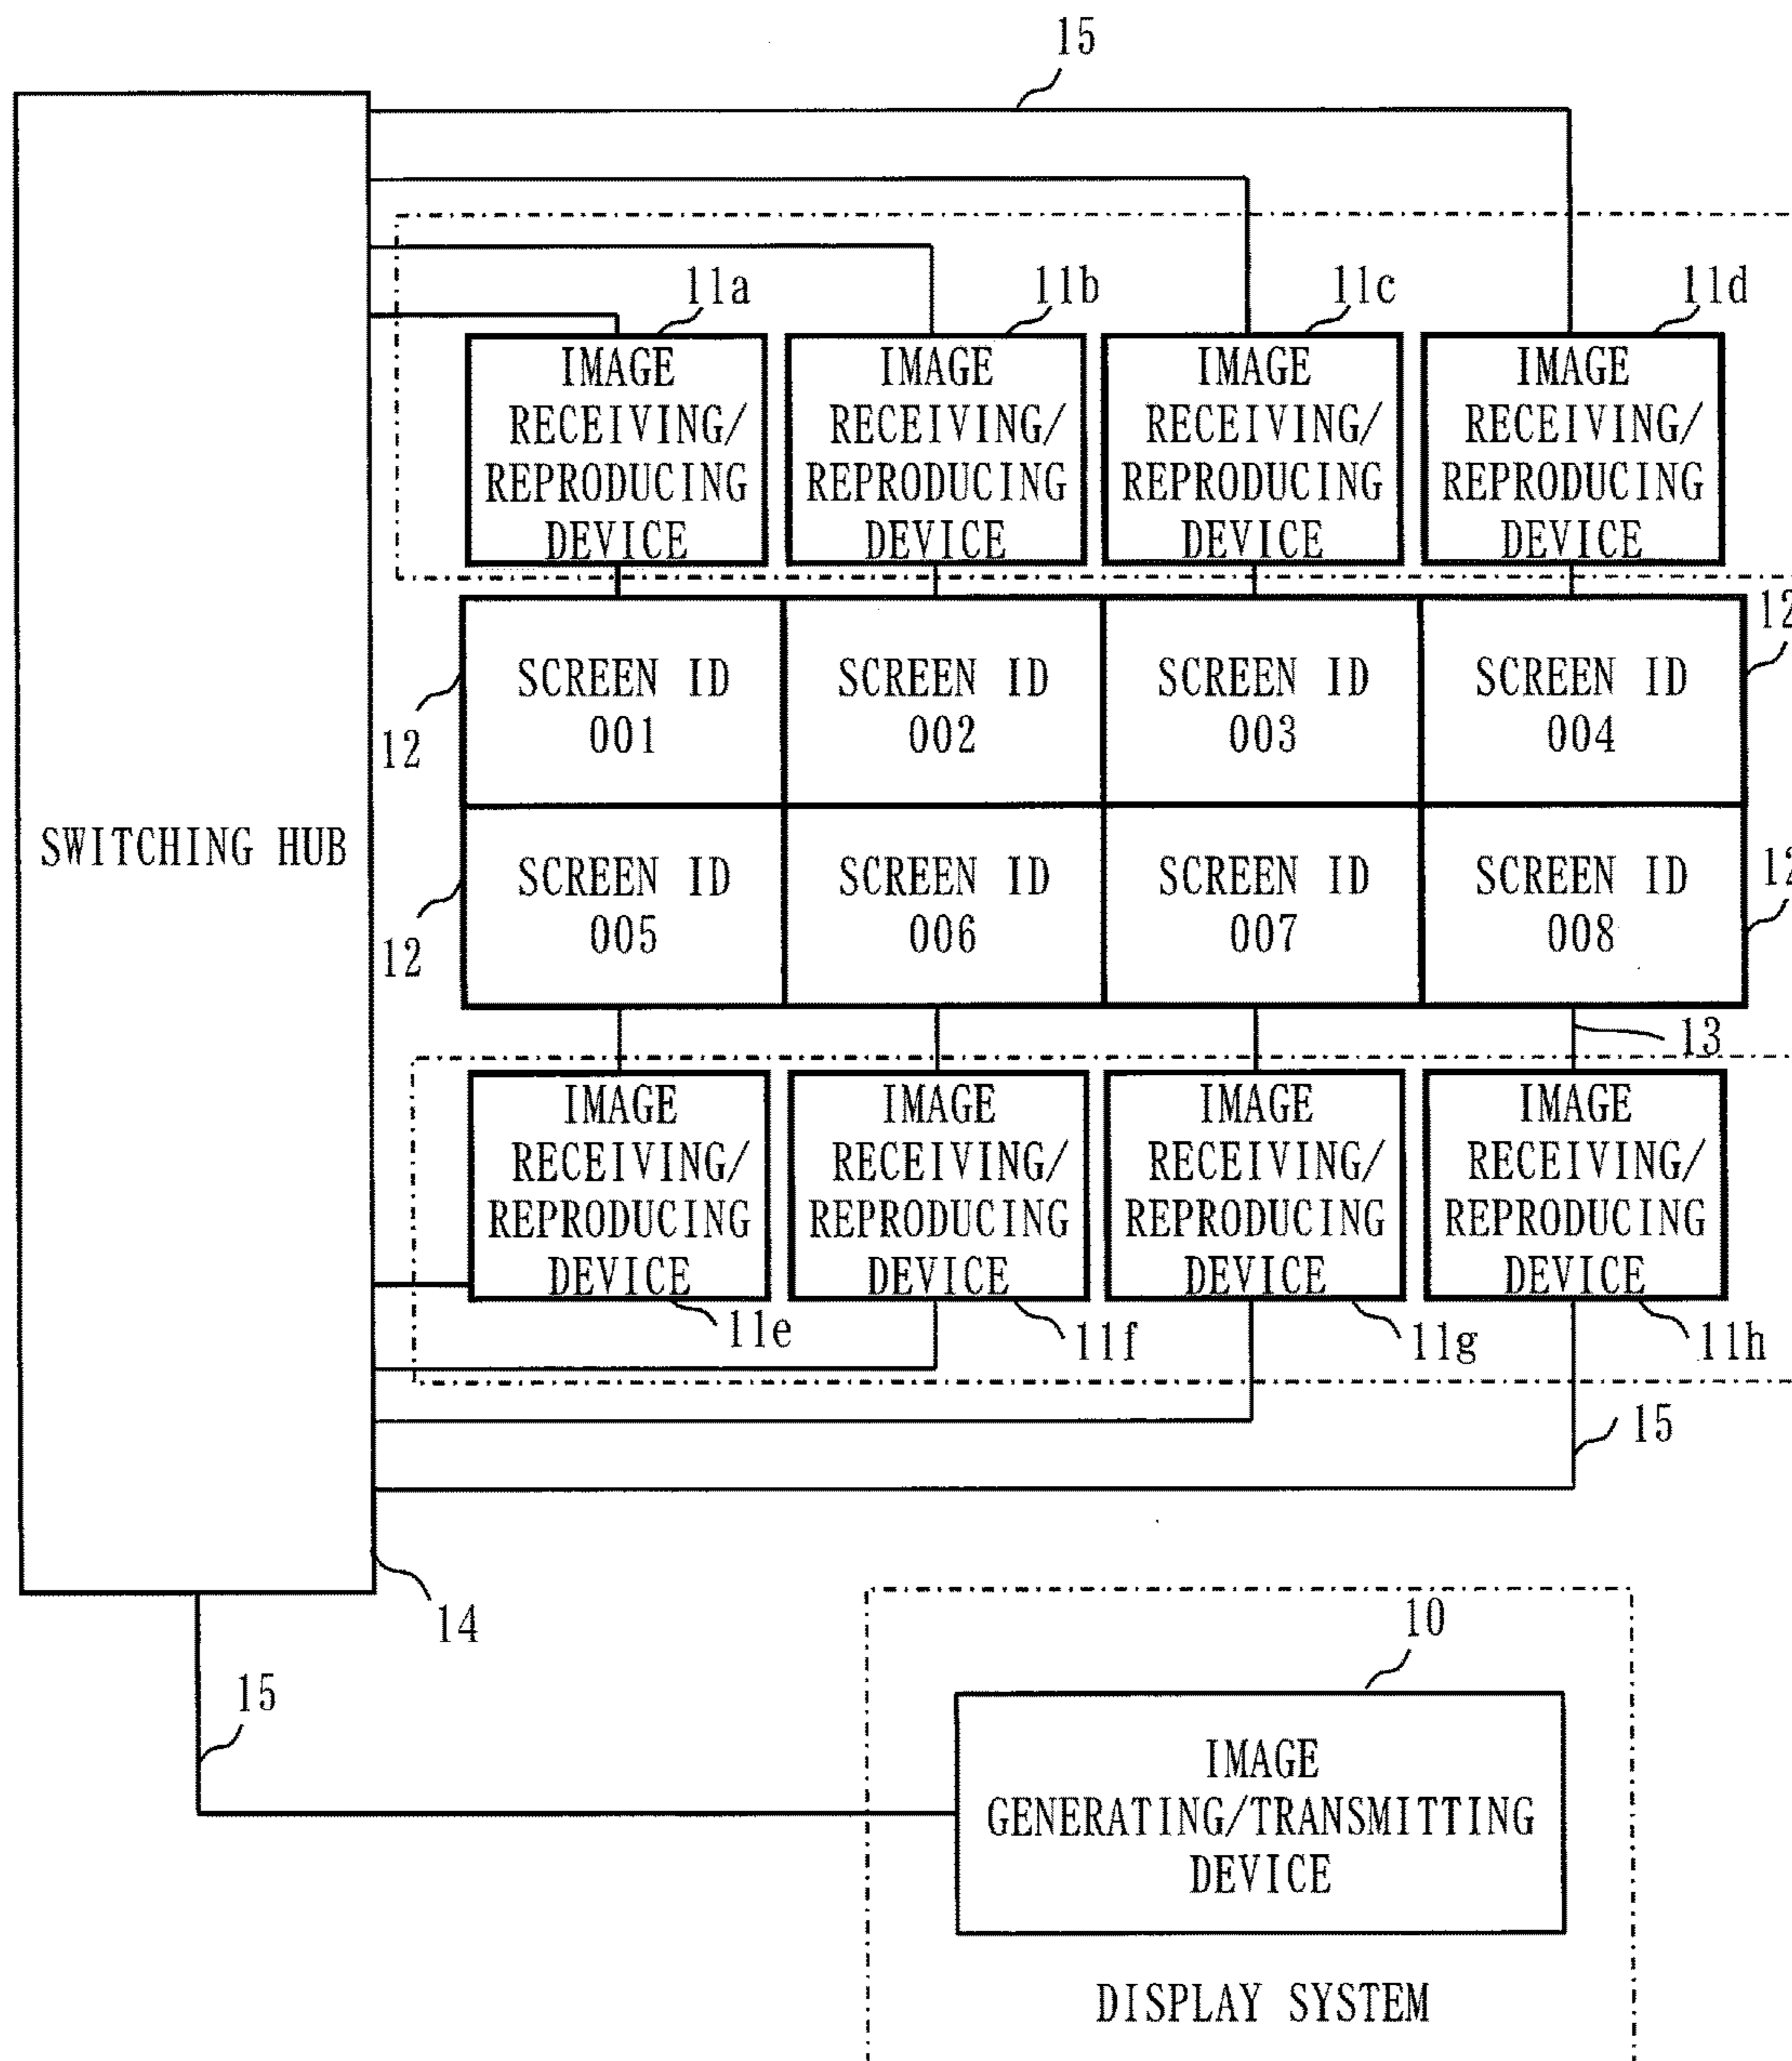 15
11a
11b
11c
11d
IMAGE
RECEIVING/
REPRODUCING
DEVICE
IMAGE
RECEIVING/
REPRODUCING
DEVICE
IMAGE
RECEIVING/
REPRODUCING
DEVICE
IMAGE
RECEIVING/
REPRODUCING
DEVICE
12
12
SCREEN ID
001
SCREEN ID
002
SCREEN ID
003
SCREEN ID
004
SWITCHING HUB
12
12
SCREEN ID
005
SCREEN ID
006
SCREEN ID
007
SCREEN ID
008
13
IMAGE
RECEIVING/
REPRODUCING
DEVICE
IMAGE
RECEIVING/
REPRODUCING
DEVICE
IMAGE
RECEIVING/
REPRODUCING
DEVICE
IMAGE
RECEIVING/
REPRODUCING
DEVICE
11e
11f
11g
11h
15
14
15
10
IMAGE
GENERATING/TRANSMITTING
DEVICE
DISPLAY SYSTEM